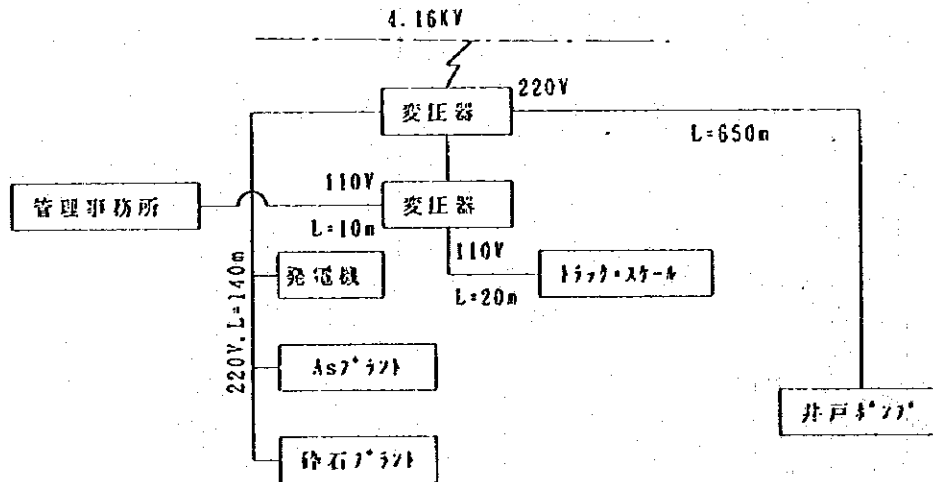 4.16KV
変圧器
220V
L=650m
管理事務所
110V
L=10m
変圧器
110V
L=20m
トラック・スケール
発電機
220V, L=140m
Asプラント
砕石プラント
井戸ポンプ